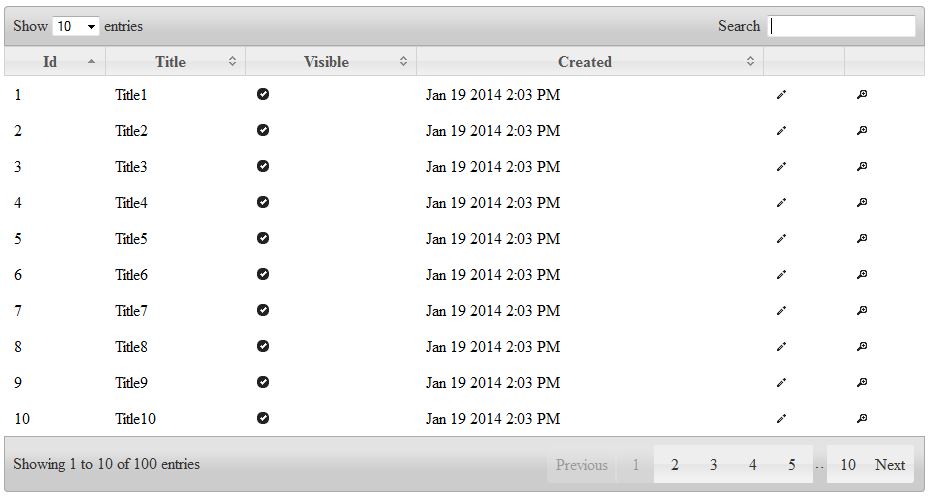 Show 10 entries Search
Id Title Visible Created
1 Title1 Jan 19 2014 2:03 PM
2 Title2 Jan 19 2014 2:03 PM
3 Title3 Jan 19 2014 2:03 PM
4 Title4 Jan 19 2014 2:03 PM
5 Title5 Jan 19 2014 2:03 PM
6 Title6 Jan 19 2014 2:03 PM
7 Title7 Jan 19 2014 2:03 PM
8 Title8 Jan 19 2014 2:03 PM
9 Title9 Jan 19 2014 2:03 PM
10 Title10 Jan 19 2014 2:03 PM
Showing 1 to 10 of 100 entries Previous 1 2 3 4 5 .. 10 Next